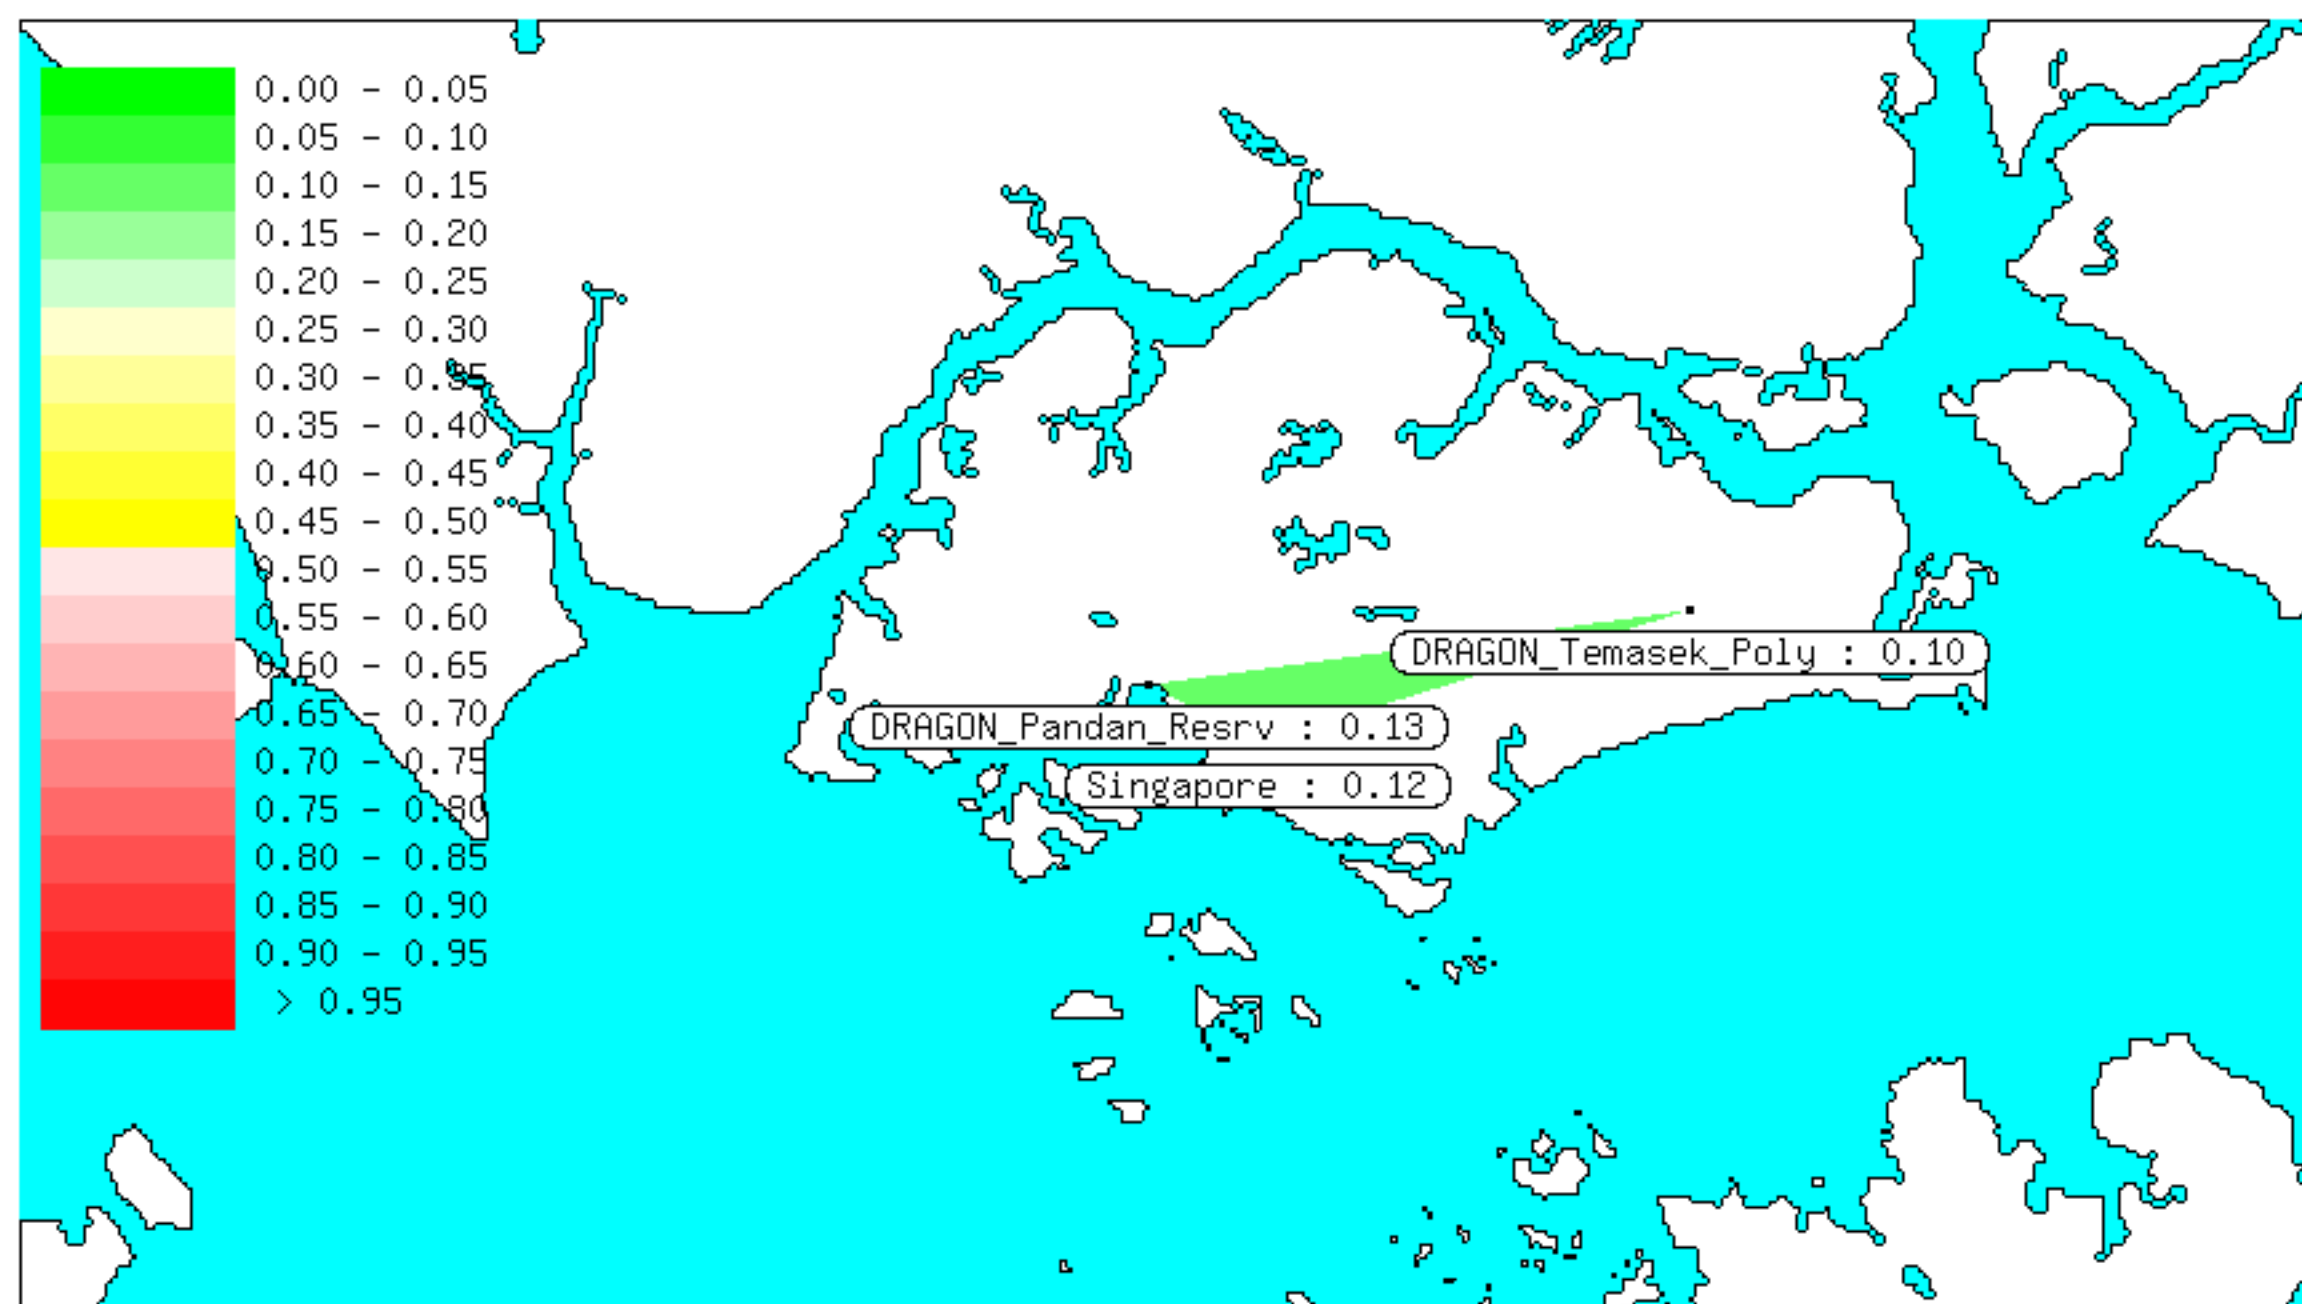 0.00 - 0.05
0.05 - 0.10
0.10 - 0.15
0.15 - 0.20
0.20 - 0.25
0.25 - 0.30
0.30 - 0.35
0.35 - 0.40
0.40 - 0.45
0.45 - 0.50
0.50 - 0.55
0.55 - 0.60
0.60 - 0.65
0.65 - 0.70
0.70 - 0.75
0.75 - 0.80
0.80 - 0.85
0.85 - 0.90
0.90 - 0.95
> 0.95
DRAGON_Temasek_Poly : 0.10
DRAGON_Pandan_Resrv : 0.13
Singapore : 0.12